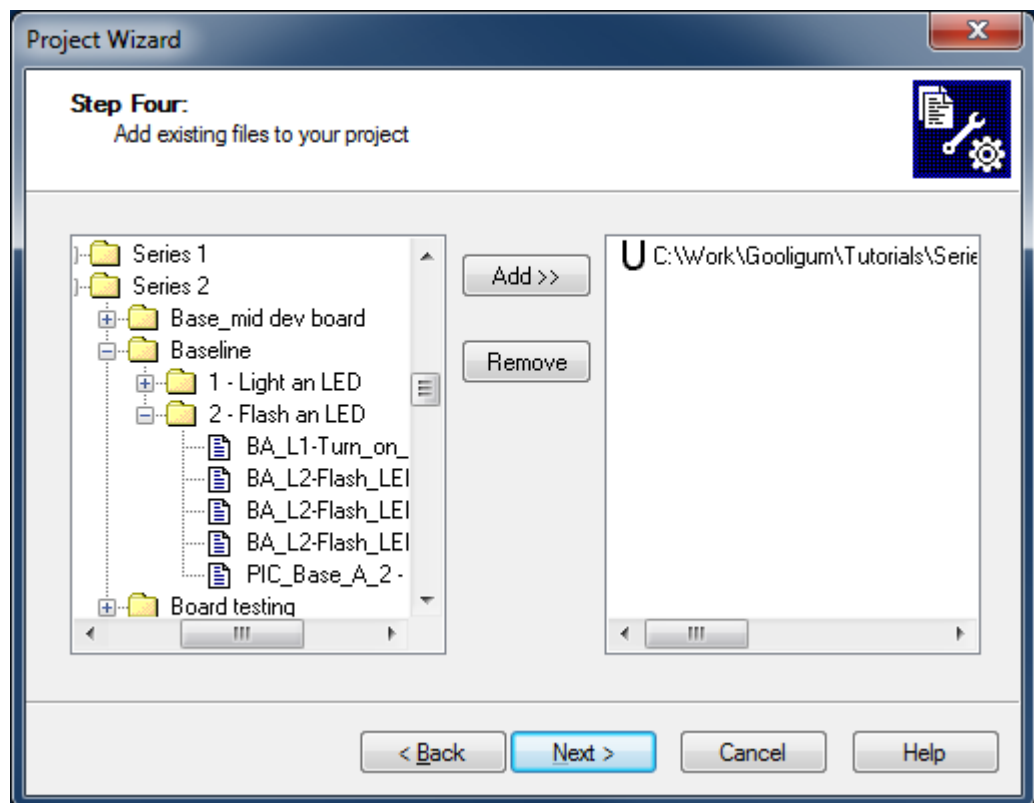 Project Wizard
Step Four:
Add existing files to your project
Series 1
Series 2
Base_mid dev board
Baseline
1 - Light an LED
2 - Flash an LED
BA_L1-Turn_on_
BA_L2-Flash_LEI
BA_L2-Flash_LEI
BA_L2-Flash_LEI
PIC_Base_A_2 -
Board testing
Add >>
Remove
U C:\Work\Gooligum\Tutorials\Serie
< Back
Next >
Cancel
Help